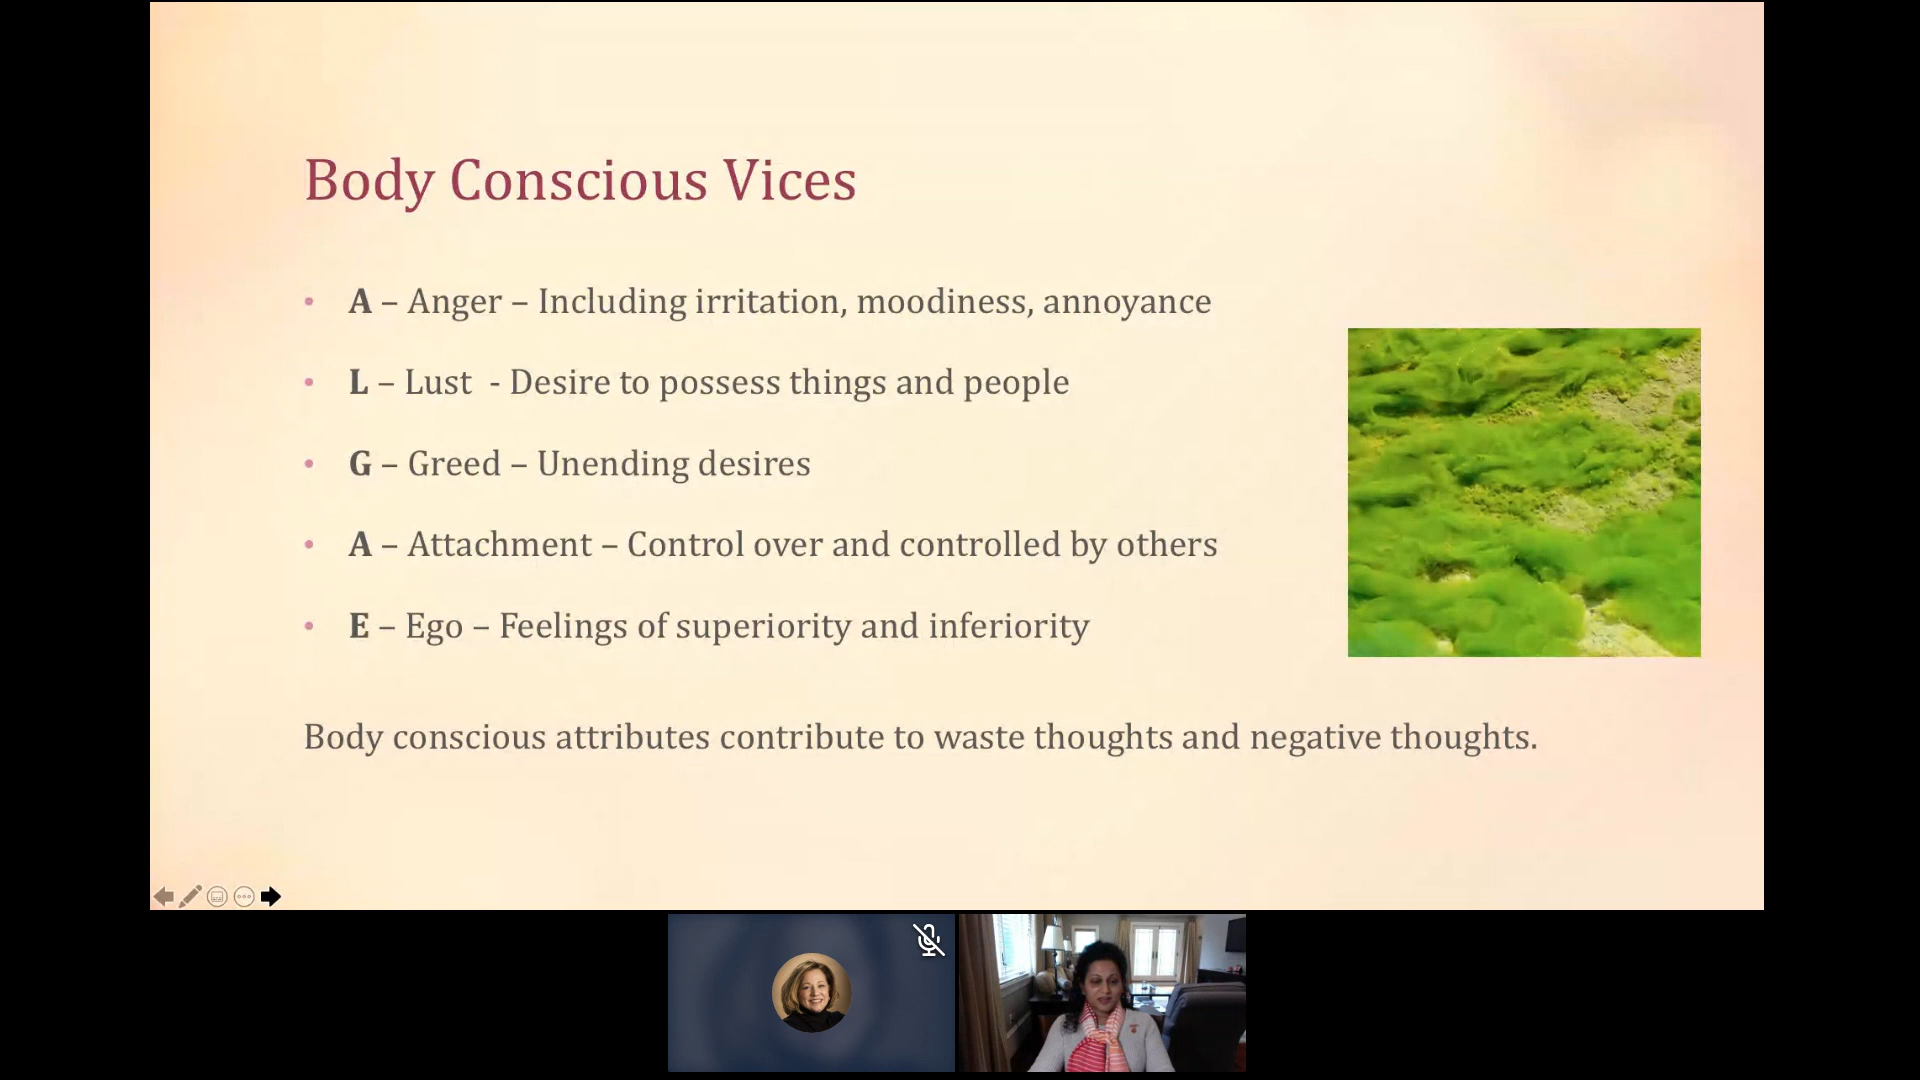 Body Conscious Vices
• A – Anger – Including irritation, moodiness, annoyance
• L – Lust  - Desire to possess things and people
• G – Greed – Unending desires
• A – Attachment – Control over and controlled by others
• E – Ego – Feelings of superiority and inferiority
Body conscious attributes contribute to waste thoughts and negative thoughts.